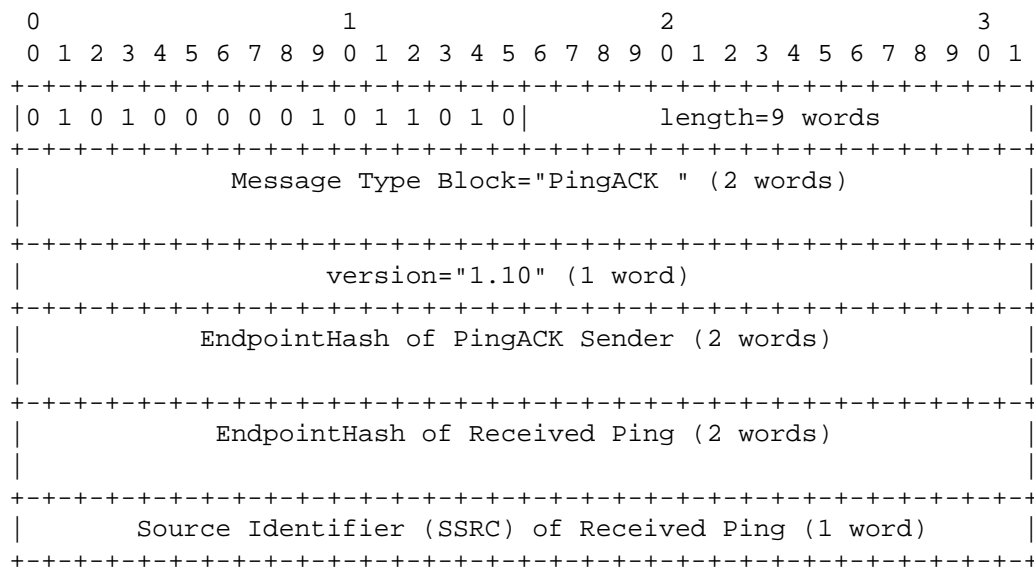 0                   1                   2                   3
0 1 2 3 4 5 6 7 8 9 0 1 2 3 4 5 6 7 8 9 0 1 2 3 4 5 6 7 8 9 0 1
+-+-+-+-+-+-+-+-+-+-+-+-+-+-+-+-+-+-+-+-+-+-+-+-+-+-+-+-+-+-+-+-+
|0 1 0 1 0 0 0 0 0 1 0 1 1 0 1 0|        length=9 words         |
+-+-+-+-+-+-+-+-+-+-+-+-+-+-+-+-+-+-+-+-+-+-+-+-+-+-+-+-+-+-+-+-+
|             Message Type Block="PingACK " (2 words)           |
|                                                               |
+-+-+-+-+-+-+-+-+-+-+-+-+-+-+-+-+-+-+-+-+-+-+-+-+-+-+-+-+-+-+-+-+
|                   version="1.10" (1 word)                     |
+-+-+-+-+-+-+-+-+-+-+-+-+-+-+-+-+-+-+-+-+-+-+-+-+-+-+-+-+-+-+-+-+
|           EndpointHash of PingACK Sender (2 words)            |
|                                                               |
+-+-+-+-+-+-+-+-+-+-+-+-+-+-+-+-+-+-+-+-+-+-+-+-+-+-+-+-+-+-+-+-+
|            EndpointHash of Received Ping (2 words)            |
|                                                               |
+-+-+-+-+-+-+-+-+-+-+-+-+-+-+-+-+-+-+-+-+-+-+-+-+-+-+-+-+-+-+-+-+
|       Source Identifier (SSRC) of Received Ping (1 word)      |
+-+-+-+-+-+-+-+-+-+-+-+-+-+-+-+-+-+-+-+-+-+-+-+-+-+-+-+-+-+-+-+-+